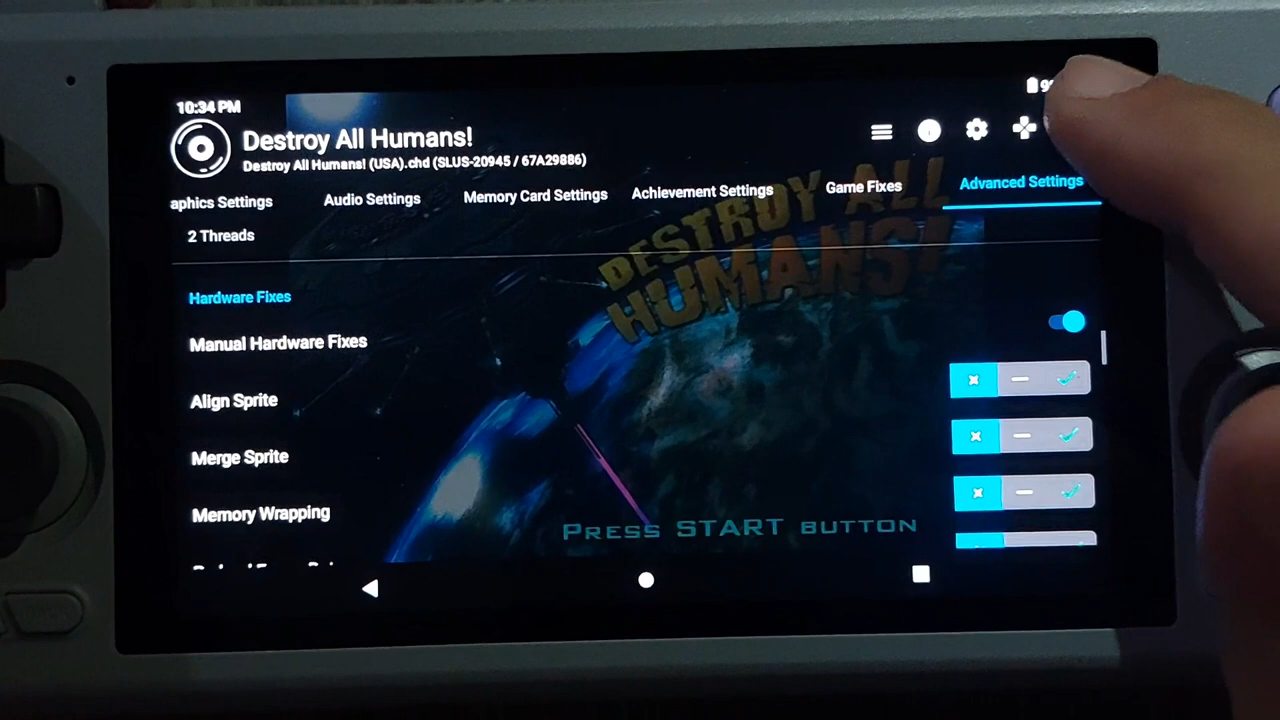 10:34 PM
Destroy All Humans!
Destroy All Humans! (USA).chd (SLUS-20945 / 67A29886)
aphics Settings Audio Settings Memory Card Settings Achievement Settings Game Fixes Advanced Settings
2 Threads
DESTROY ALL
HUMANS!
Hardware Fixes
Manual Hardware Fixes
Align Sprite
Merge Sprite
Memory Wrapping
PRESS START BUTTON